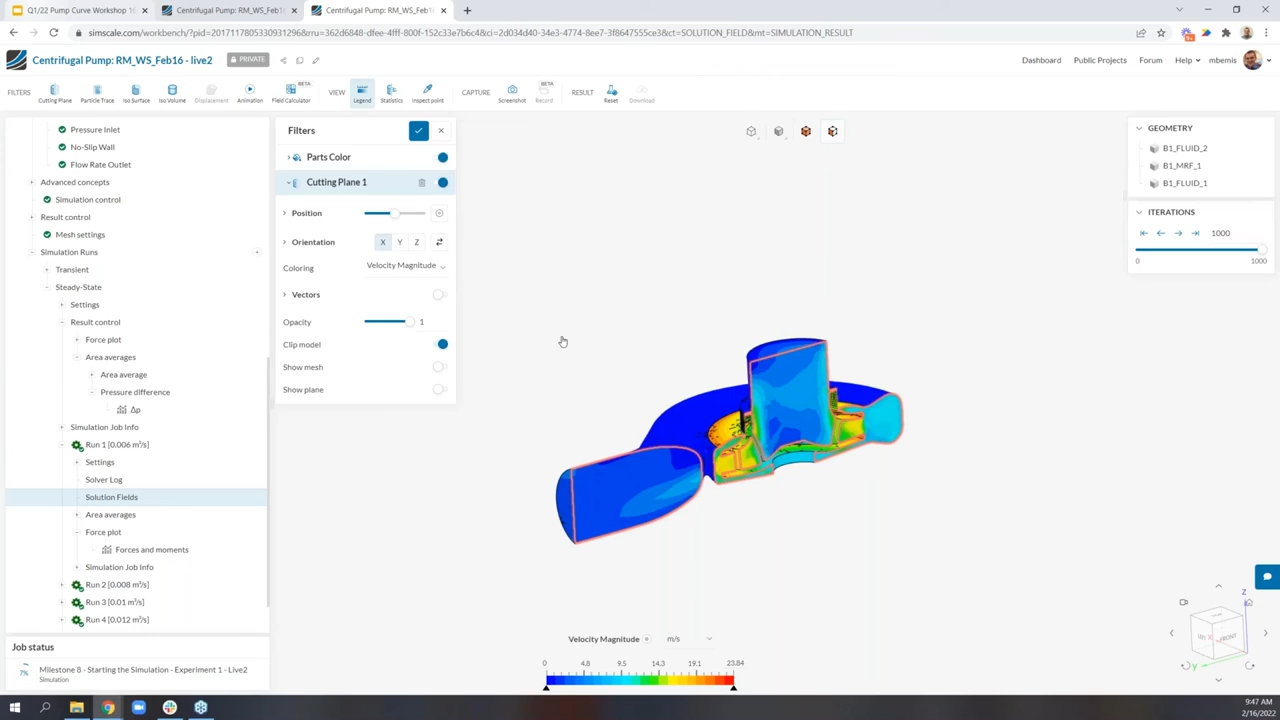 Q1/22 Pump Curve Workshop 16
Centrifugal Pump: RM_WS_Feb16
Centrifugal Pump: RM_WS_Feb16
simscale.com/workbench/?pid=2017117805330931296&rru=362d6848-dfee-4fff-800f-152c33e7b6c4&ci=2d034d40-34e3-4774-8ee7-3f8647555ce3&ct=SOLUTION_FIELD&mt=SIMULATION_RESULT
Centrifugal Pump: RM_WS_Feb16 - live2
PRIVATE
Dashboard
Public Projects
Forum
Help
mbemis
FILTERS
Cutting Plane
Particle Trace
Iso Surface
Iso Volume
Displacement
Animation
BETA
Field Calculator
VIEW
Legend
Statistics
Inspect point
CAPTURE
Screenshot
BETA
Record
RESULT
Reset
Download
Pressure Inlet
No-Slip Wall
Flow Rate Outlet
Advanced concepts
Simulation control
Result control
Mesh settings
Simulation Runs
Transient
Steady-State
Settings
Result control
Force plot
Area averages
Area average
Pressure difference
Δp
Simulation Job Info
Run 1 [0.006 m³/s]
Settings
Solver Log
Solution Fields
Area averages
Force plot
Forces and moments
Simulation Job Info
Run 2 [0.008 m³/s]
Run 3 [0.01 m³/s]
Run 4 [0.012 m³/s]
Job status
7%
Milestone 8 - Starting the Simulation - Experiment 1 - Live2
Simulation
Filters
Parts Color
Cutting Plane 1
Position
Orientation
X
Y
Z
Coloring
Velocity Magnitude
Vectors
Opacity
1
Clip model
Show mesh
Show plane
GEOMETRY
B1_FLUID_2
B1_MRF_1
B1_FLUID_1
ITERATIONS
1000
0
1000
Velocity Magnitude
m/s
0
4.8
9.5
14.3
19.1
23.84
Z
X
FRONT
y
9:47 AM
2/16/2022